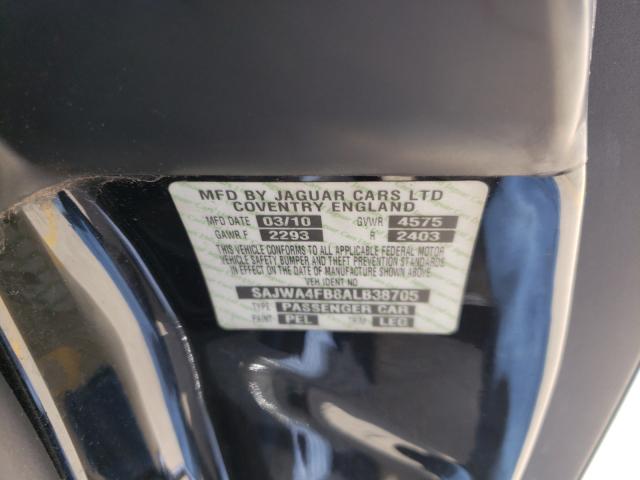 MFD BY JAGUAR CARS LTD
COVENTRY ENGLAND
MFD DATE 03/10 GVWR 4575
GAWR.F 2293 R 2403
THIS VEHICLE CONFORMS TO ALL APPLICABLE FEDERAL MOTOR
VEHICLE SAFETY, BUMPER AND THEFT PREVENTION STANDARDS
IN EFFECT ON THE DATE OF MANUFACTURE SHOWN ABOVE
VEH IDENT NO
SAJWA4FB8ALB38705
TYPE PASSENGER CAR
PAINT PEL TRIM LEG